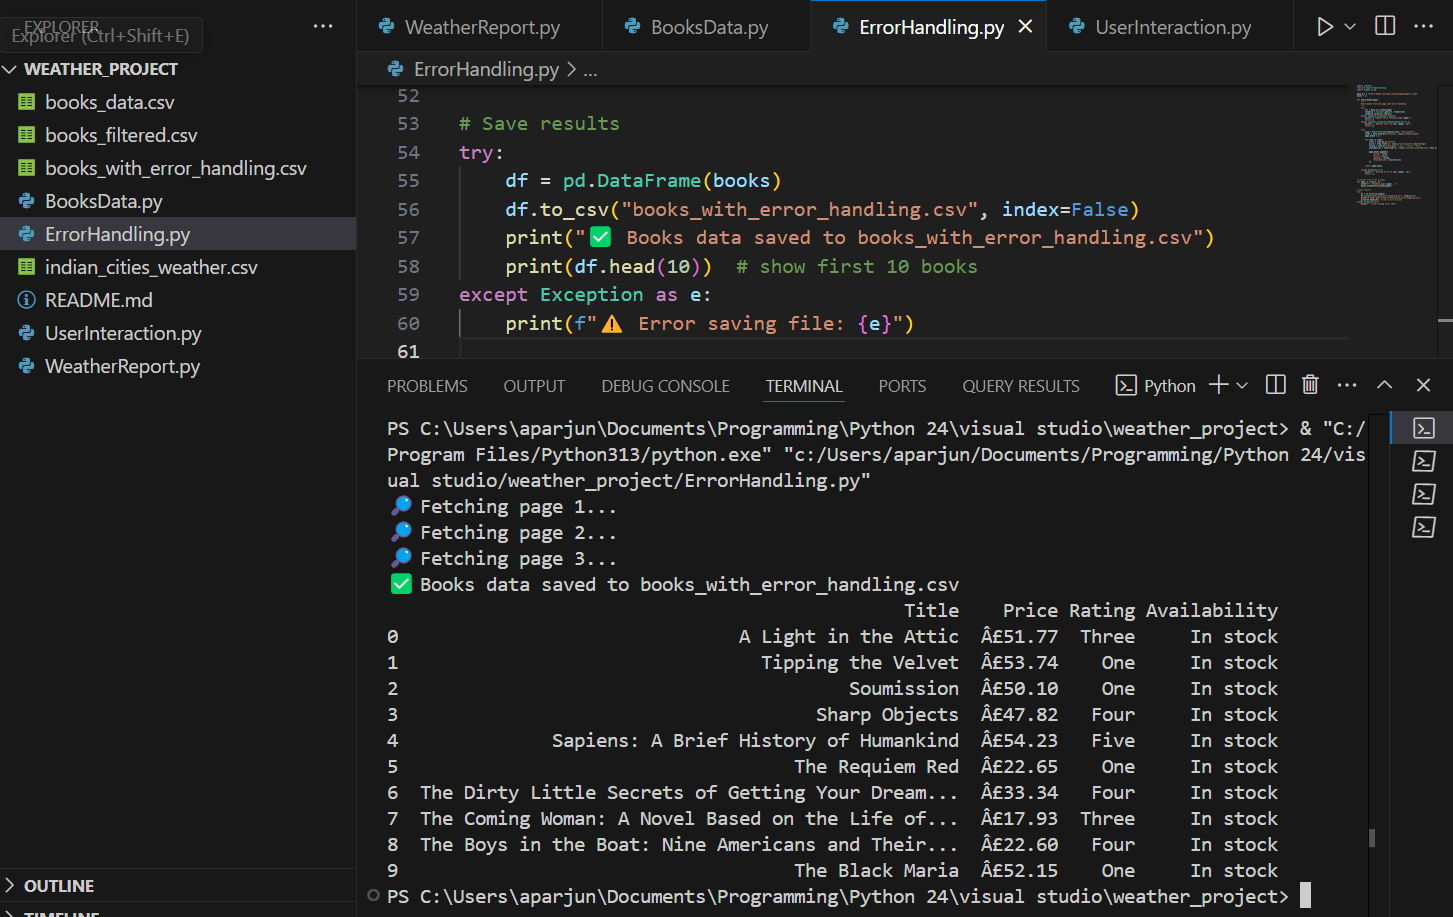 EXPLORER
Explorer (Ctrl+Shift+E)
WEATHER_PROJECT
books_data.csv
books_filtered.csv
books_with_error_handling.csv
BooksData.py
ErrorHandling.py
indian_cities_weather.csv
README.md
UserInteraction.py
WeatherReport.py
OUTLINE
TIMELINE
WeatherReport.py
BooksData.py
ErrorHandling.py
UserInteraction.py
ErrorHandling.py > ...
52
53 # Save results
54 try:
55 df = pd.DataFrame(books)
56 df.to_csv("books_with_error_handling.csv", index=False)
57 print("✅ Books data saved to books_with_error_handling.csv")
58 print(df.head(10)) # show first 10 books
59 except Exception as e:
60 print(f"⚠️ Error saving file: {e}")
61
PROBLEMS OUTPUT DEBUG CONSOLE TERMINAL PORTS QUERY RESULTS Python
PS C:\Users\aparjun\Documents\Programming\Python 24\visual studio\weather_project> & "C:/
Program Files/Python313/python.exe" "c:/Users/aparjun/Documents/Programming/Python 24/vis
ual studio/weather_project/ErrorHandling.py"
🔎 Fetching page 1...
🔎 Fetching page 2...
🔎 Fetching page 3...
✅ Books data saved to books_with_error_handling.csv
Title Price Rating Availability
0 A Light in the Attic Â£51.77 Three In stock
1 Tipping the Velvet Â£53.74 One In stock
2 Soumission Â£50.10 One In stock
3 Sharp Objects Â£47.82 Four In stock
4 Sapiens: A Brief History of Humankind Â£54.23 Five In stock
5 The Requiem Red Â£22.65 One In stock
6 The Dirty Little Secrets of Getting Your Dream... Â£33.34 Four In stock
7 The Coming Woman: A Novel Based on the Life of... Â£17.93 Three In stock
8 The Boys in the Boat: Nine Americans and Their... Â£22.60 Four In stock
9 The Black Maria Â£52.15 One In stock
PS C:\Users\aparjun\Documents\Programming\Python 24\visual studio\weather_project>